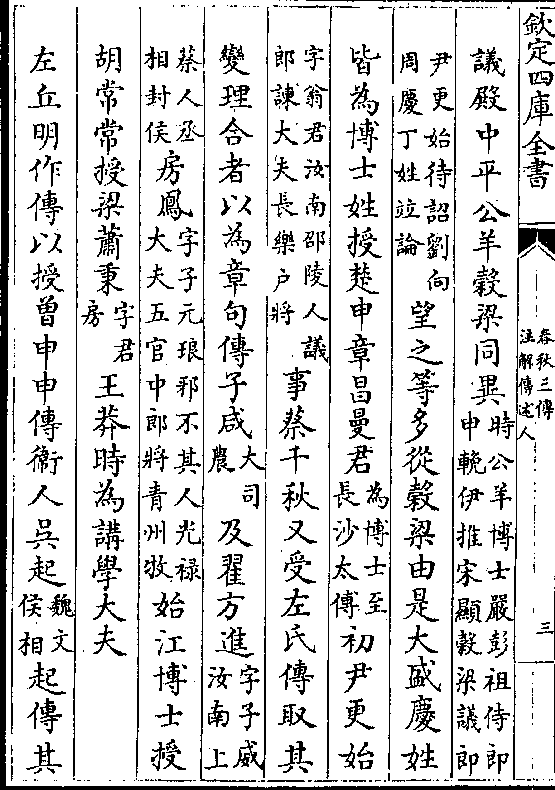 欽定四庫全書
春秋三傳
注解傳述人
三
議殿中平公羊穀梁同異時公羊博士嚴彭祖侍郎申輓伊推宋顯穀梁議郎
尹更始待詔劉向周慶丁姓竝論望之等多從穀梁由是大盛慶姓
皆為博士姓授楚申章昌曼君為博士至長沙太傅初尹更始
字翁君汝南邵陵人議郎諫大夫長樂户將事蔡千秋又受左氏傳取其
變理合者以為章句傳子咸大司農及翟方進字子威汝南上
蔡人丞相封侯房鳳字子元琅邪不其人光禄大夫五官中郎將青州牧始江博士授
胡常常授梁蕭秉字君房王莽時為講學大夫
左丘明作傳以授曽申申傳衛人吳起魏文侯相起傳其